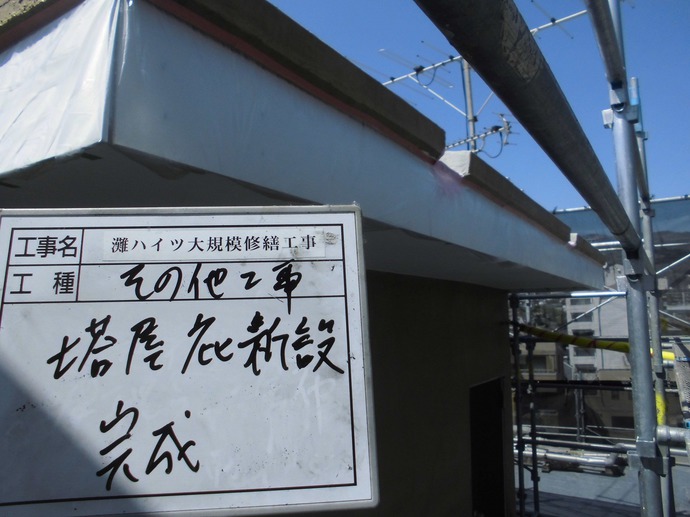 工事名 灘ハイツ大規模修繕工事
工種 その他工事
塔屋庇新設
完成